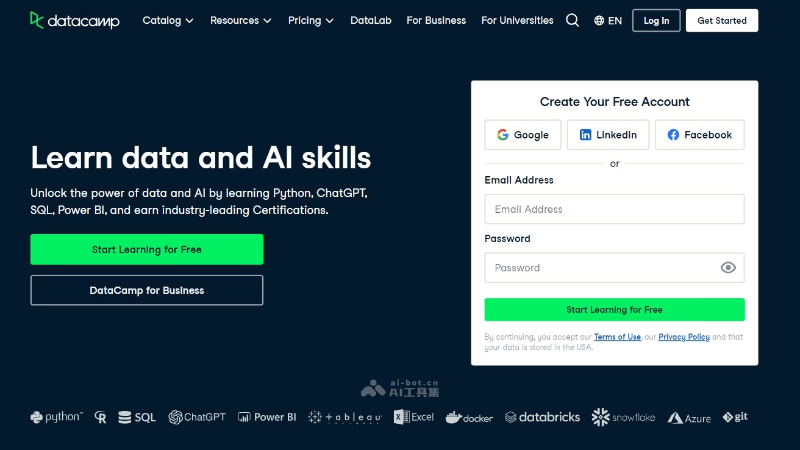 datacamp Catalog Resources Pricing DataLab For Business For Universities EN Log In Get Started
Learn data and AI skills
Unlock the power of data and AI by learning Python, ChatGPT,
SQL, Power BI, and earn industry-leading Certifications.
Start Learning for Free
DataCamp for Business
Create Your Free Account
Google LinkedIn Facebook
or
Email Address
Email Address
Password
Password
Start Learning for Free
By continuing, you accept our Terms of Use, our Privacy Policy and that
your data is stored in the USA.
ai-bot.cn
AI工具集
python R SQL ChatGPT Power BI +ableau Excel docker databricks snowflake Azure git